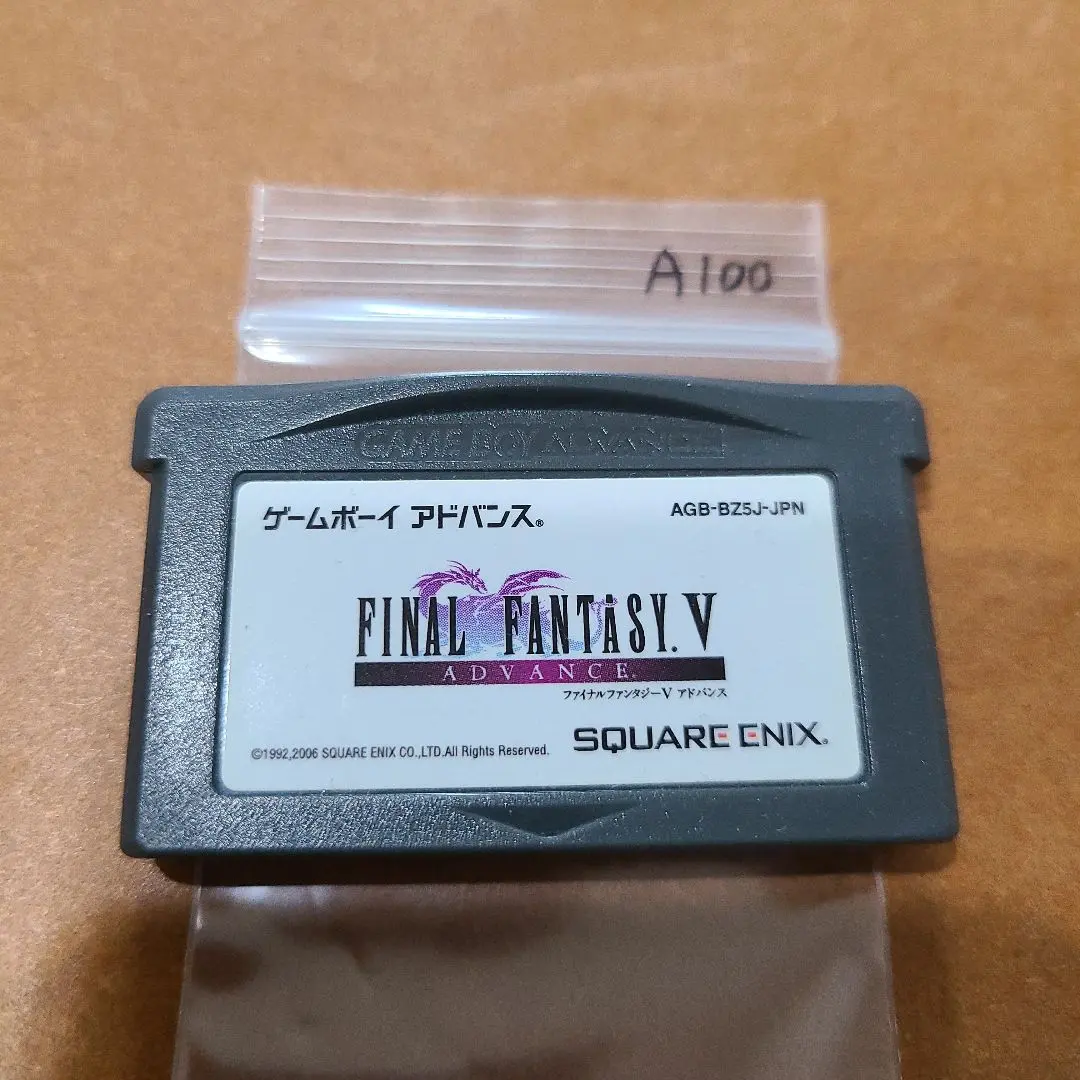 A100
GAME BOY ADVANCE
ゲームボーイ アドバンス®
AGB-BZ5J-JPN
FINAL FANTASY. V
ADVANCE.
ファイナルファンタジーV アドバンス
©1992,2006 SQUARE ENIX CO.,LTD.All Rights Reserved.
SQUARE ENIX®